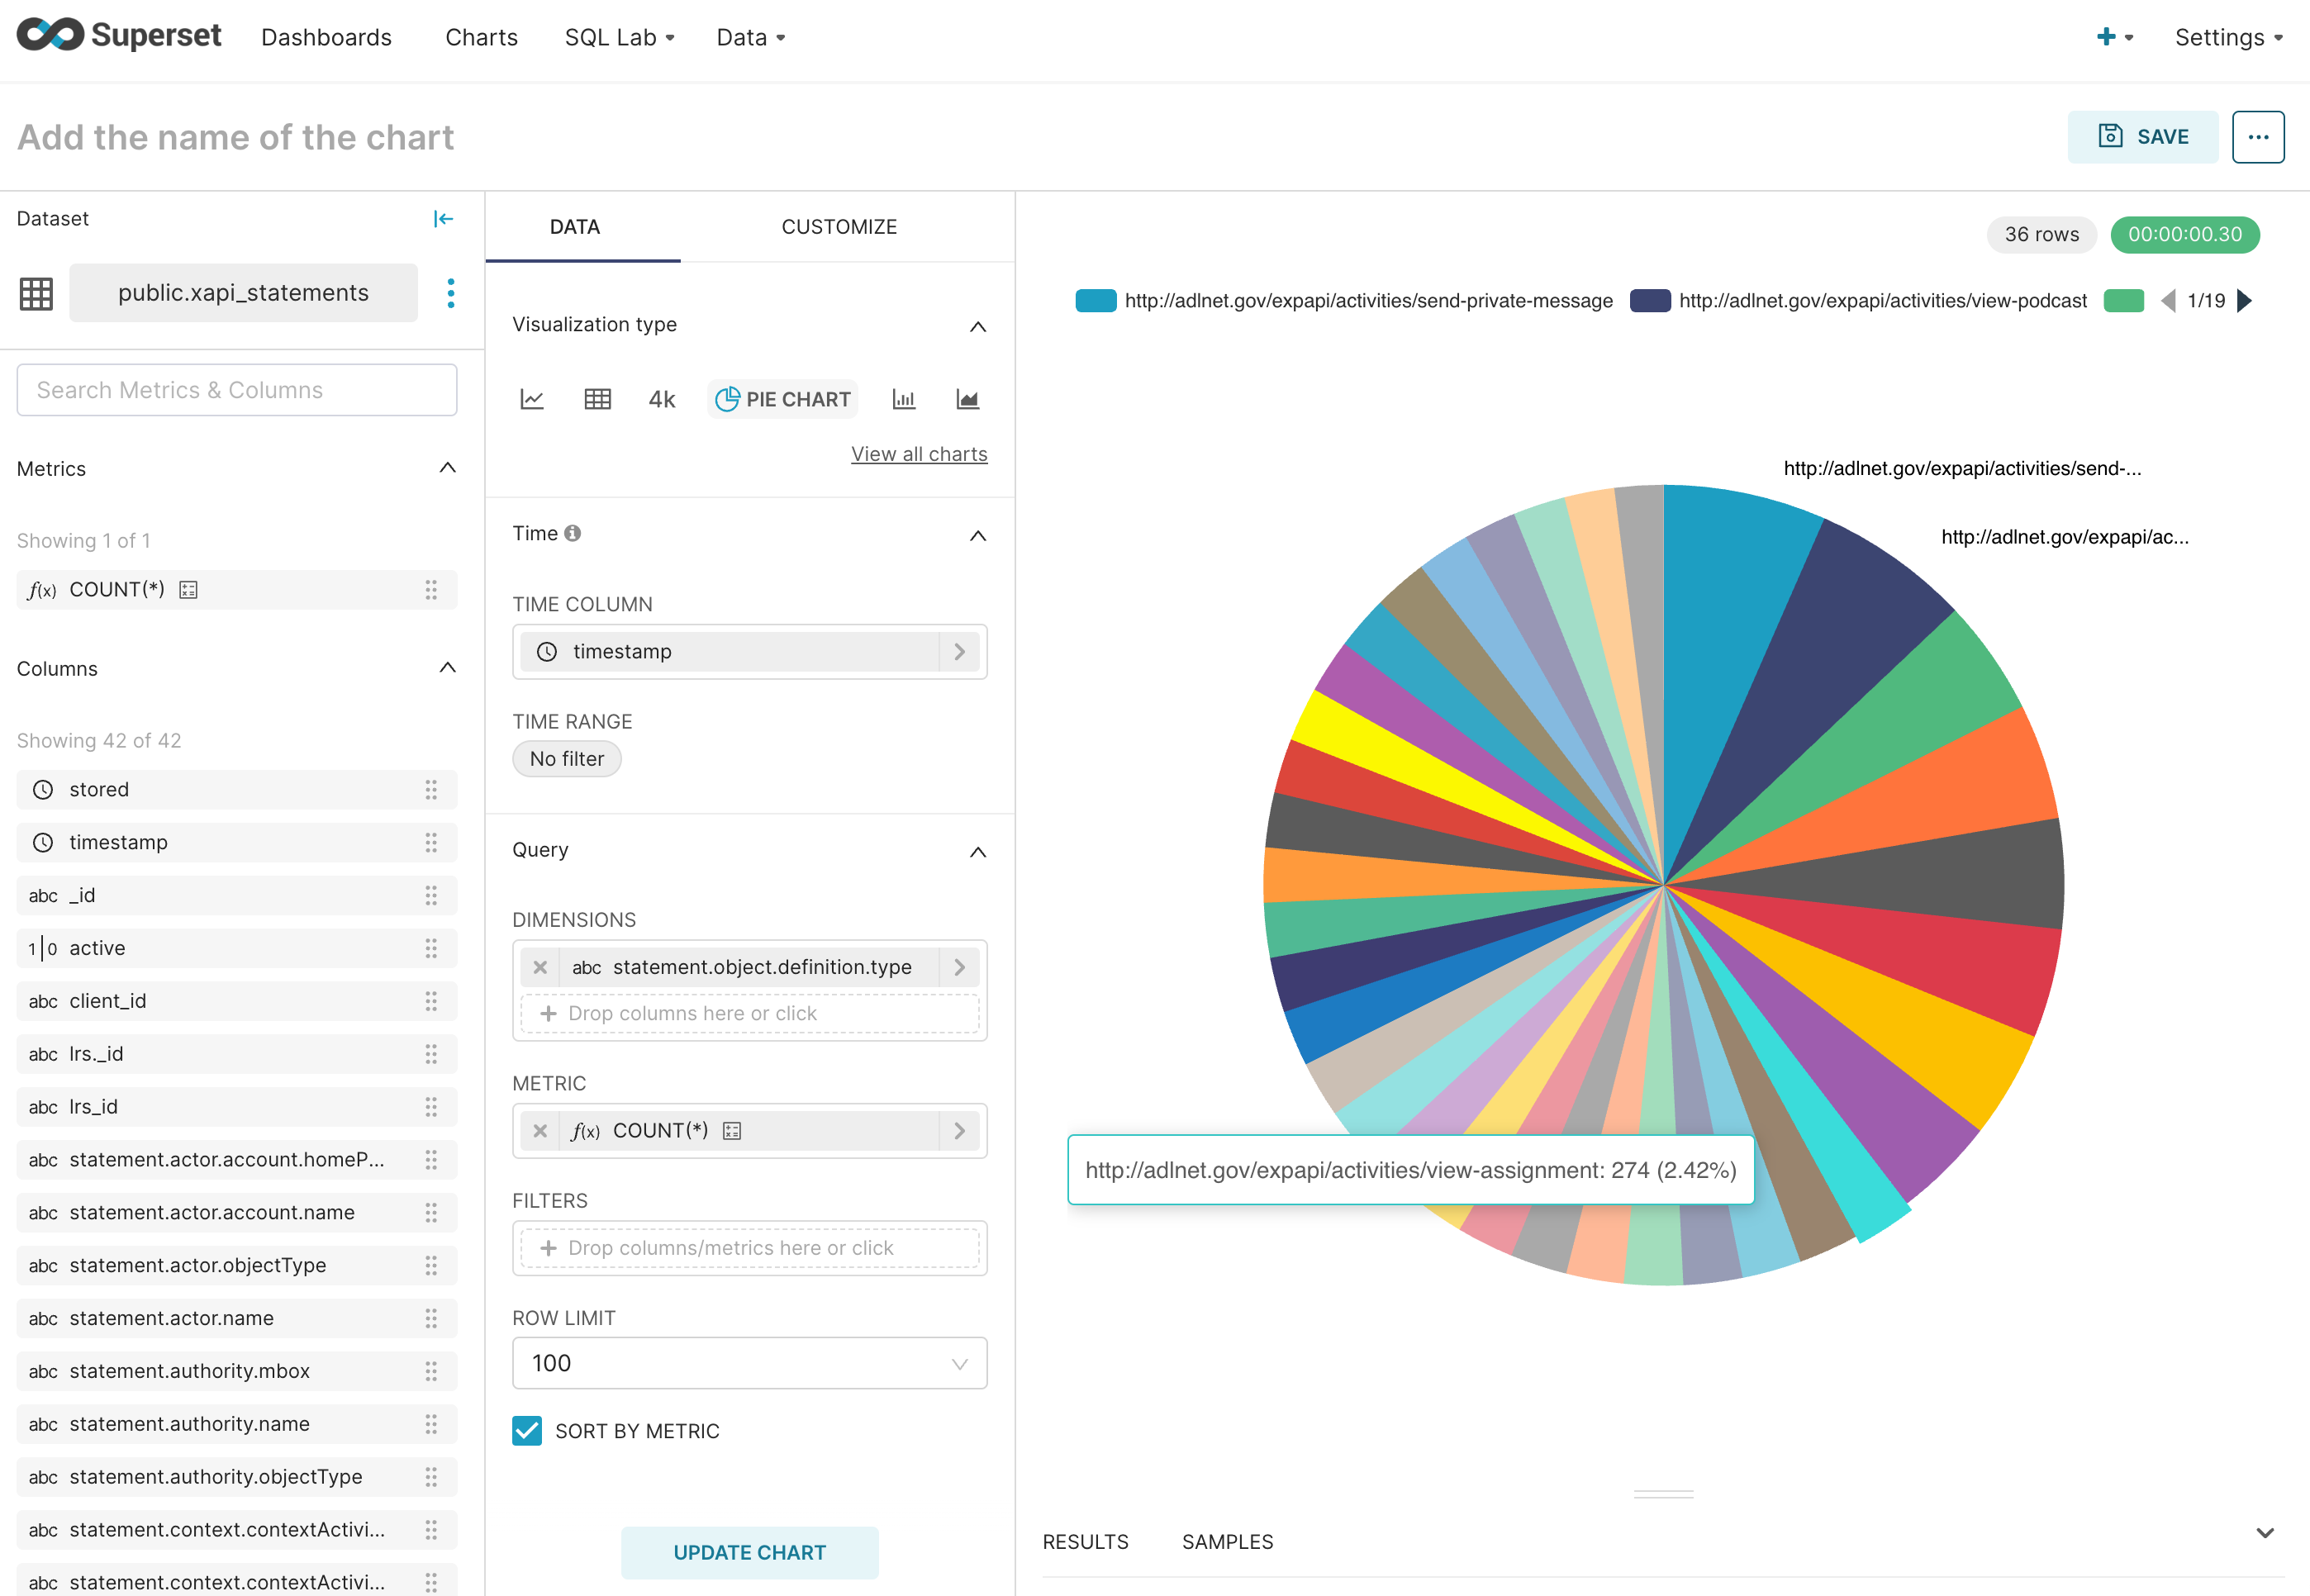 Superset Dashboards Charts SQL Lab Data + Settings
Add the name of the chart
SAVE ...
Dataset
public.xapi_statements
Search Metrics & Columns
Metrics
Showing 1 of 1
f(x) COUNT(*)
Columns
Showing 42 of 42
stored
timestamp
abc _id
1|0 active
abc client_id
abc lrs._id
abc lrs_id
abc statement.actor.account.homeP...
abc statement.actor.account.name
abc statement.actor.objectType
abc statement.actor.name
abc statement.authority.mbox
abc statement.authority.name
abc statement.authority.objectType
abc statement.context.contextActivi...
abc statement.context.contextActivi...
DATA CUSTOMIZE
Visualization type
4k PIE CHART
View all charts
Time
TIME COLUMN
timestamp
TIME RANGE
No filter
Query
DIMENSIONS
abc statement.object.definition.type
+ Drop columns here or click
METRIC
f(x) COUNT(*)
FILTERS
+ Drop columns/metrics here or click
ROW LIMIT
100
SORT BY METRIC
UPDATE CHART
36 rows 00:00:00.30
http://adlnet.gov/expapi/activities/send-private-message http://adlnet.gov/expapi/activities/view-podcast 1/19
http://adlnet.gov/expapi/activities/send-...
http://adlnet.gov/expapi/ac...
http://adlnet.gov/expapi/activities/view-assignment: 274 (2.42%)
RESULTS SAMPLES